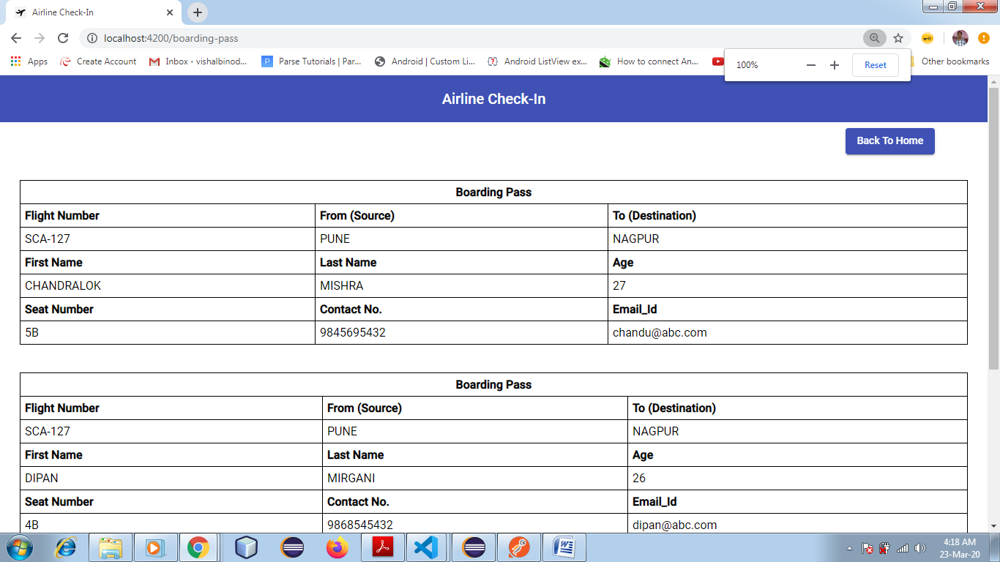 Airline Check-In
localhost:4200/boarding-pass
Apps Create Account Inbox - vishalbinod... Parse Tutorials | Par... Android | Custom Li... Android ListView ex... How to connect An... Other bookmarks
100% Reset
Airline Check-In
Back To Home
Boarding Pass
Flight Number From (Source) To (Destination)
SCA-127 PUNE NAGPUR
First Name Last Name Age
CHANDRALOK MISHRA 27
Seat Number Contact No. Email_Id
5B 9845695432 chandu@abc.com
Boarding Pass
Flight Number From (Source) To (Destination)
SCA-127 PUNE NAGPUR
First Name Last Name Age
DIPAN MIRGANI 26
Seat Number Contact No. Email_Id
4B 9868545432 dipan@abc.com
4:18 AM
23-Mar-20